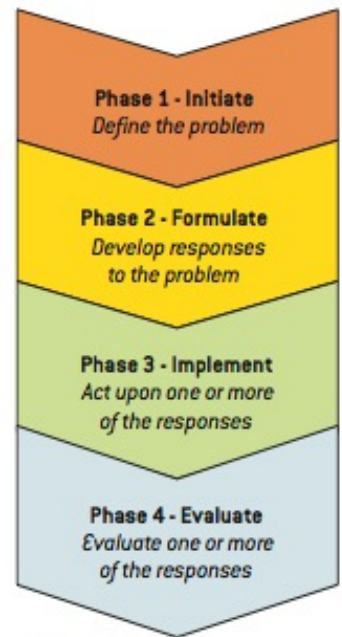 Phase 1 - Initiate
Define the problem
Phase 2 - Formulate
Develop responses
to the problem
Phase 3 - Implement
Act upon one or more
of the responses
Phase 4 - Evaluate
Evaluate one or more
of the responses